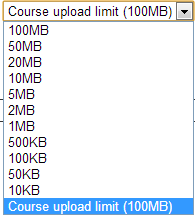 Course upload limit (100MB)
100MB
50MB
20MB
10MB
5MB
2MB
1MB
500KB
100KB
50KB
10KB
Course upload limit (100MB)